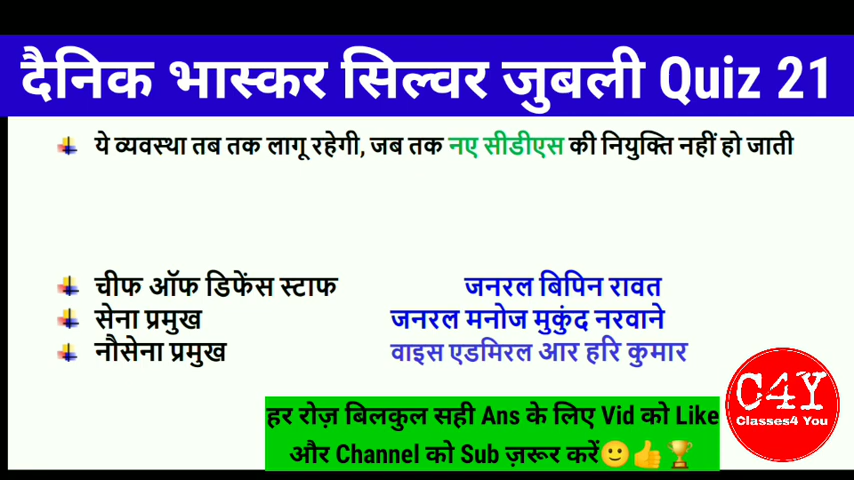 दैनिक भास्कर सिल्वर जुबली Quiz 21
ये व्यवस्था तब तक लागू रहेगी, जब तक नए सीडीएस की नियुक्ति नहीं हो जाती
चीफ ऑफ डिफेंस स्टाफ जनरल बिपिन रावत
सेना प्रमुख जनरल मनोज मुकुंद नरवाने
नौसेना प्रमुख वाइस एडमिरल आर हरि कुमार
हर रोज़ बिलकुल सही Ans के लिए Vid को Like
और Channel को Sub ज़रूर करें🙂👍🏆
C4Y
Classes4 You